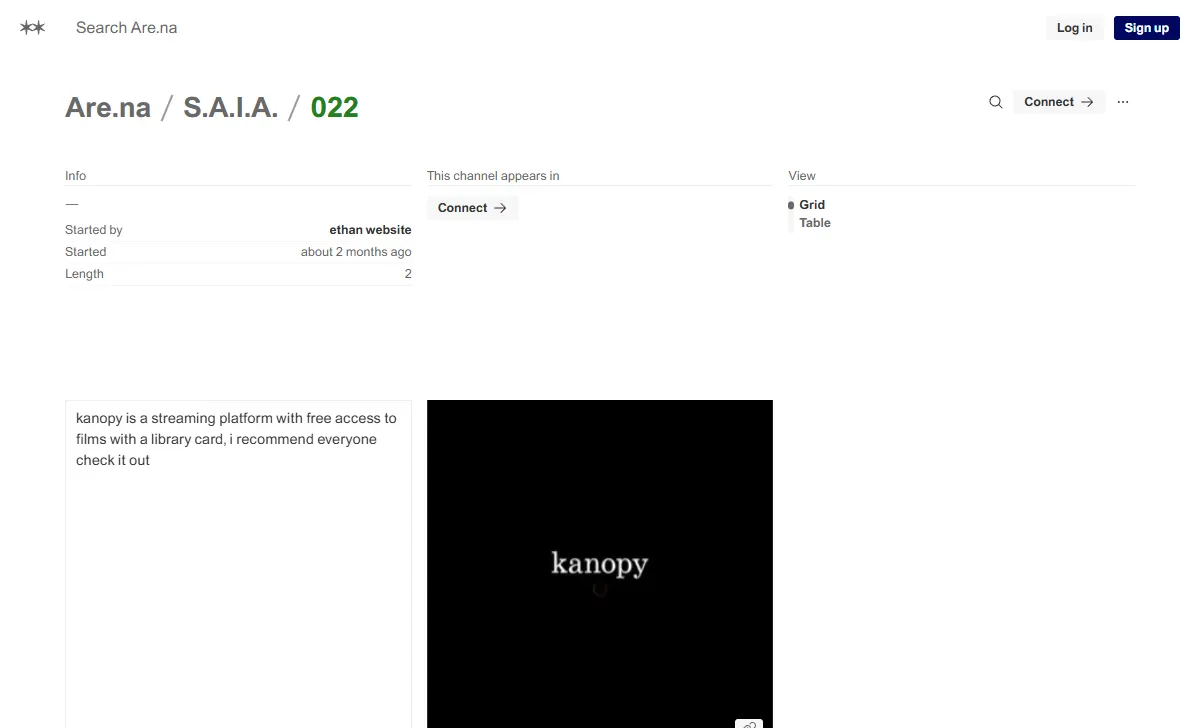 Search Are.na
Log in
Sign up
Are.na / S.A.I.A. / 022
Connect →
...
Info
This channel appears in
View
—
Connect →
Grid
Table
Started by ethan website
Started about 2 months ago
Length 2
kanopy is a streaming platform with free access to
films with a library card, i recommend everyone
check it out
kanopy